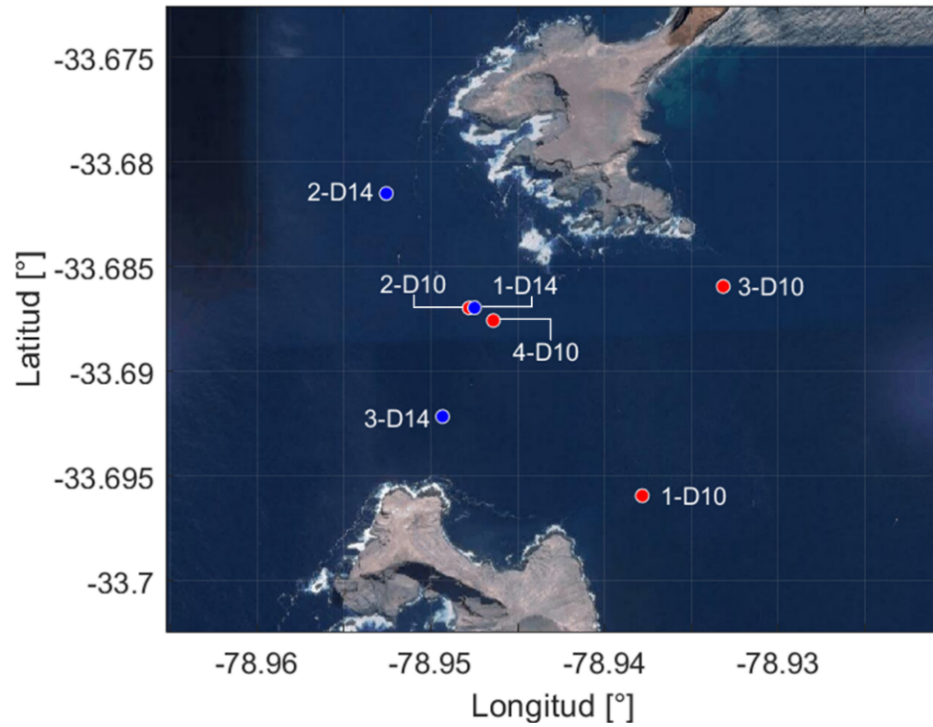 -33.675
-33.68
2-D14
-33.685
2-D10
1-D14
3-D10
4-D10
-33.69
3-D14
-33.695
1-D10
-33.7
-78.96
-78.95
-78.94
-78.93
Latitud [°]
Longitud [°]